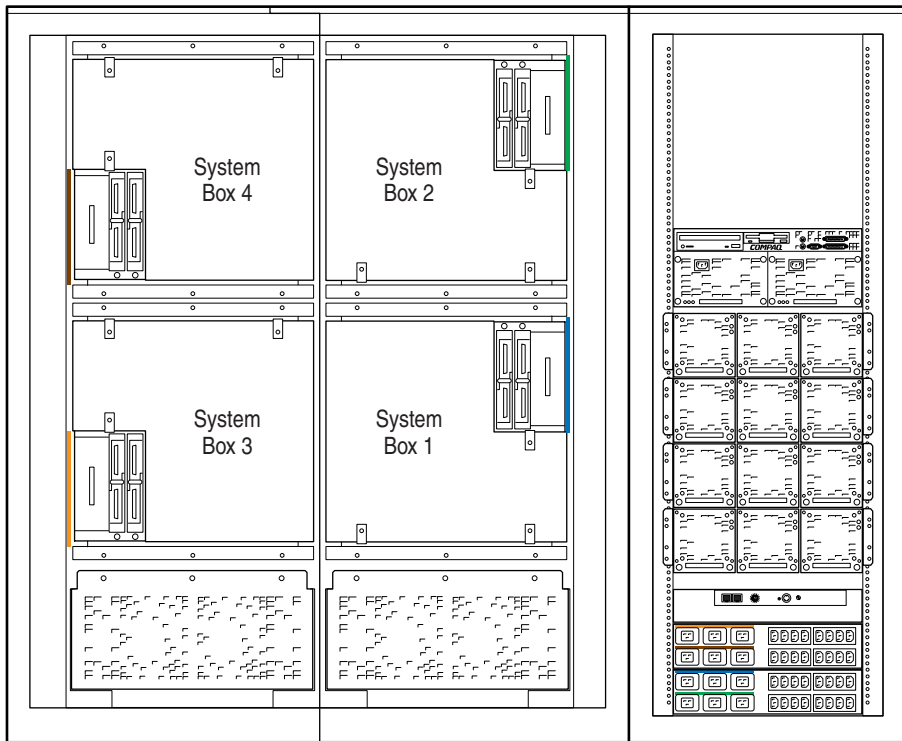 System
Box 4
System
Box 2
COMPAQ
System
Box 3
System
Box 1